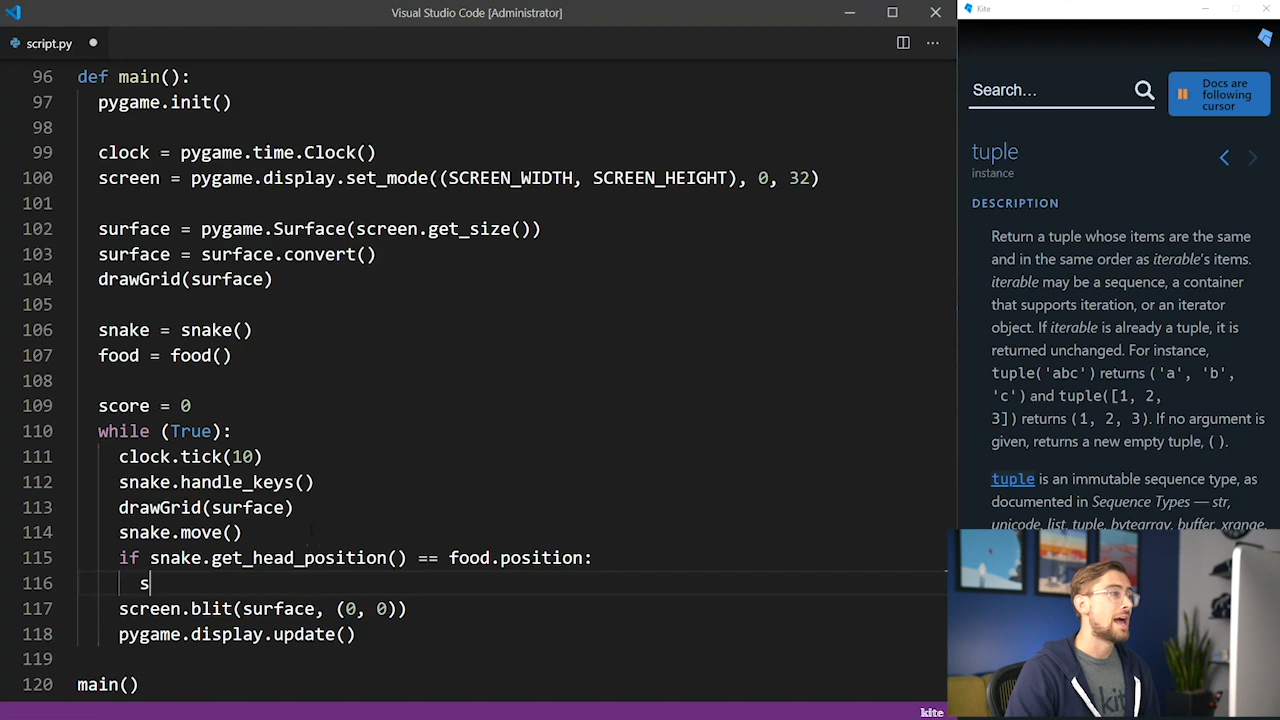 Visual Studio Code [Administrator]
script.py
96 def main():
97 pygame.init()
98
99 clock = pygame.time.Clock()
100 screen = pygame.display.set_mode((SCREEN_WIDTH, SCREEN_HEIGHT), 0, 32)
101
102 surface = pygame.Surface(screen.get_size())
103 surface = surface.convert()
104 drawGrid(surface)
105
106 snake = snake()
107 food = food()
108
109 score = 0
110 while (True):
111 clock.tick(10)
112 snake.handle_keys()
113 drawGrid(surface)
114 snake.move()
115 if snake.get_head_position() == food.position:
116 s
117 screen.blit(surface, (0, 0))
118 pygame.display.update()
119
120 main()
kite
Kite
Search...
Docs are
following
cursor
tuple
instance
DESCRIPTION
Return a tuple whose items are the same
and in the same order as iterable's items.
iterable may be a sequence, a container
that supports iteration, or an iterator
object. If iterable is already a tuple, it is
returned unchanged. For instance,
tuple('abc') returns ('a', 'b',
'c') and tuple([1, 2,
3]) returns (1, 2, 3). If no argument is
given, returns a new empty tuple, ().
tuple is an immutable sequence type, as
documented in Sequence Types — str,
unicode, list, tuple, bytearray, buffer, xrange,
kit